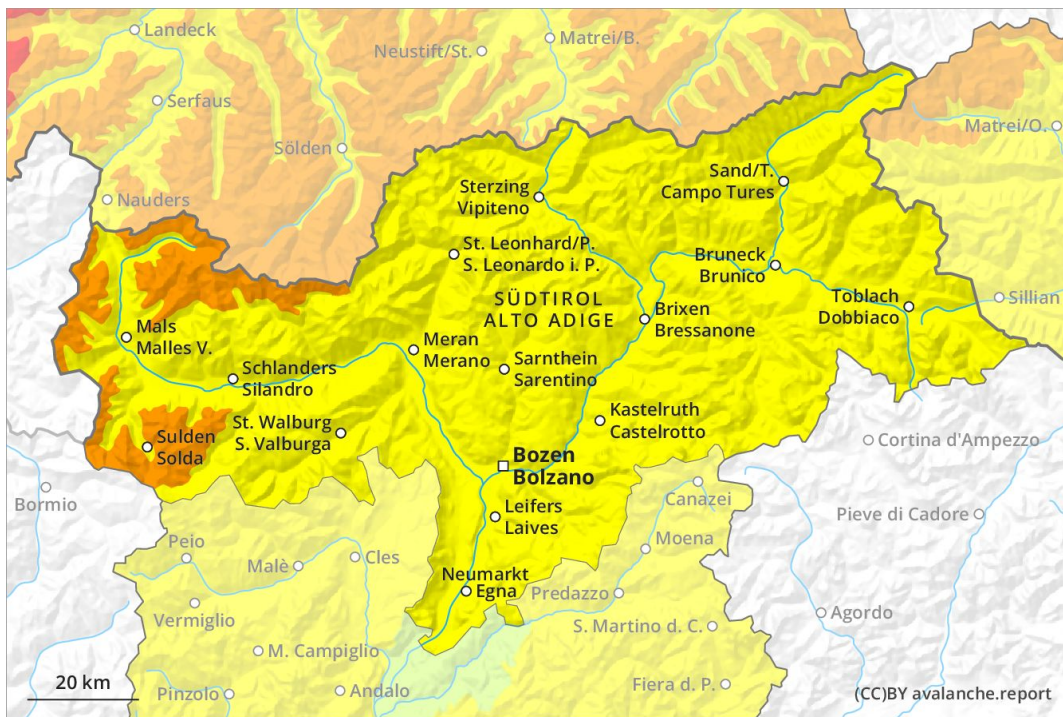 Landeck
Neustift/St.
Matrei/B.
Serfaus
Sölden
Matrei/O.
Nauders
Sterzing
Vipiteno
Sand/T.
Campo Tures
St. Leonhard/P.
S. Leonardo i. P.
Bruneck
Brunico
SÜDTIROL
ALTO ADIGE
Brixen
Bressanone
Toblach
Dobbiaco
Sillian
Mals
Malles V.
Meran
Merano
Schlanders
Silandro
Sarnthein
Sarentino
St. Walburg
S. Valburga
Kastelruth
Castelrotto
Sulden
Solda
Cortina d'Ampezzo
Bozen
Bolzano
Bormio
Canazei
Leifers
Laives
Pieve di Cadore
Peio
Cles
Malè
Moena
Neumarkt
Egna
Predazzo
Vermiglio
Agordo
S. Martino d. C.
M. Campiglio
20 km
Pinzolo
Andalo
Fiera d. P.
(CC)BY avalanche.report